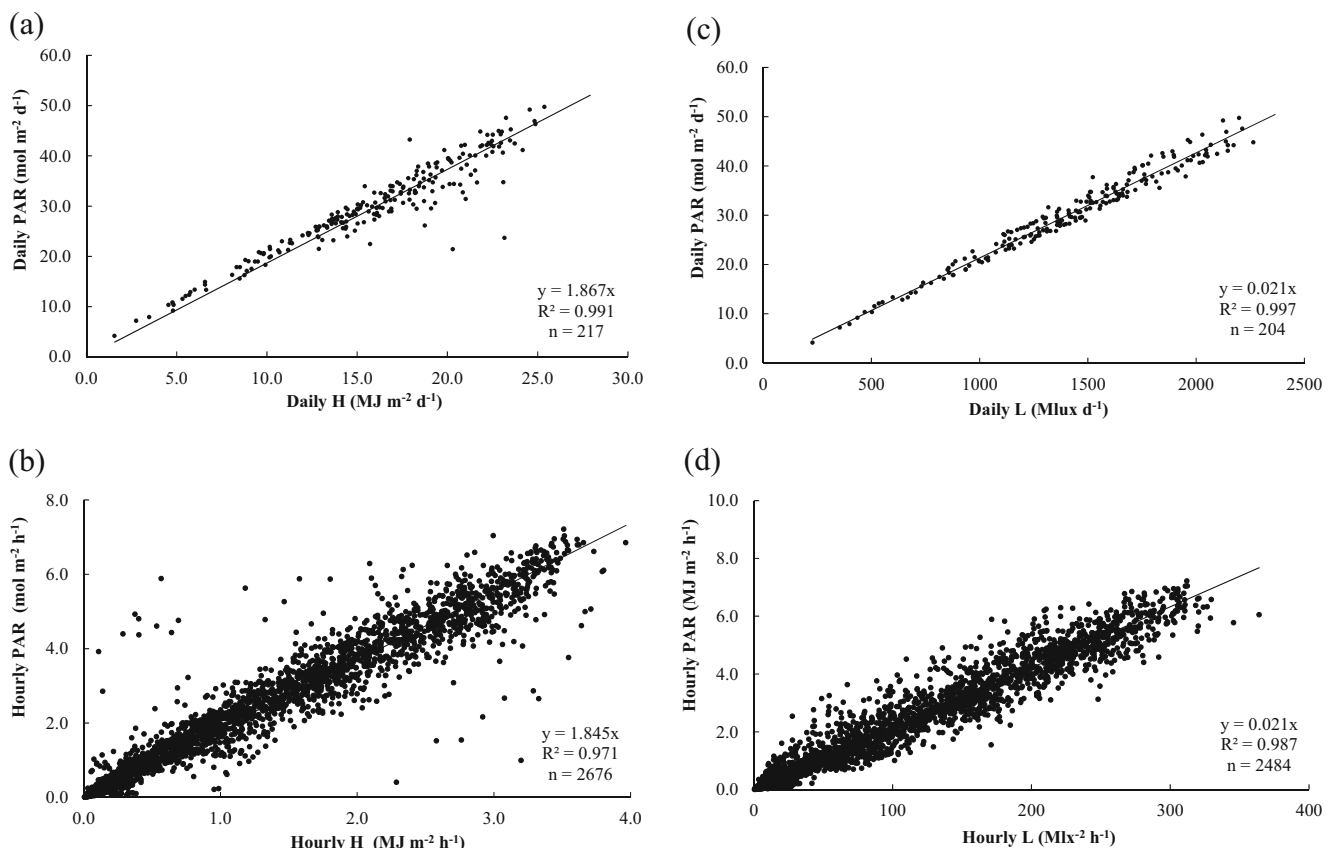 (a)
60.0
50.0
40.0
30.0
20.0
10.0
0.0
Daily PAR (mol m⁻² d⁻¹)
y = 1.867x
R² = 0.991
n = 217
0.0 5.0 10.0 15.0 20.0 25.0 30.0
Daily H (MJ m⁻² d⁻¹)
(c)
60.0
50.0
40.0
30.0
20.0
10.0
0.0
Daily PAR (mol m⁻² d⁻¹)
y = 0.021x
R² = 0.997
n = 204
0 500 1000 1500 2000 2500
Daily L (Mlux d⁻¹)
(b)
8.0
6.0
4.0
2.0
0.0
Hourly PAR (mol m⁻² h⁻¹)
y = 1.845x
R² = 0.971
n = 2676
0.0 1.0 2.0 3.0 4.0
Hourly H (MJ m⁻² h⁻¹)
(d)
10.0
8.0
6.0
4.0
2.0
0.0
Hourly PAR (MJ m⁻² h⁻¹)
y = 0.021x
R² = 0.987
n = 2484
0 100 200 300 400
Hourly L (Mlx⁻² h⁻¹)